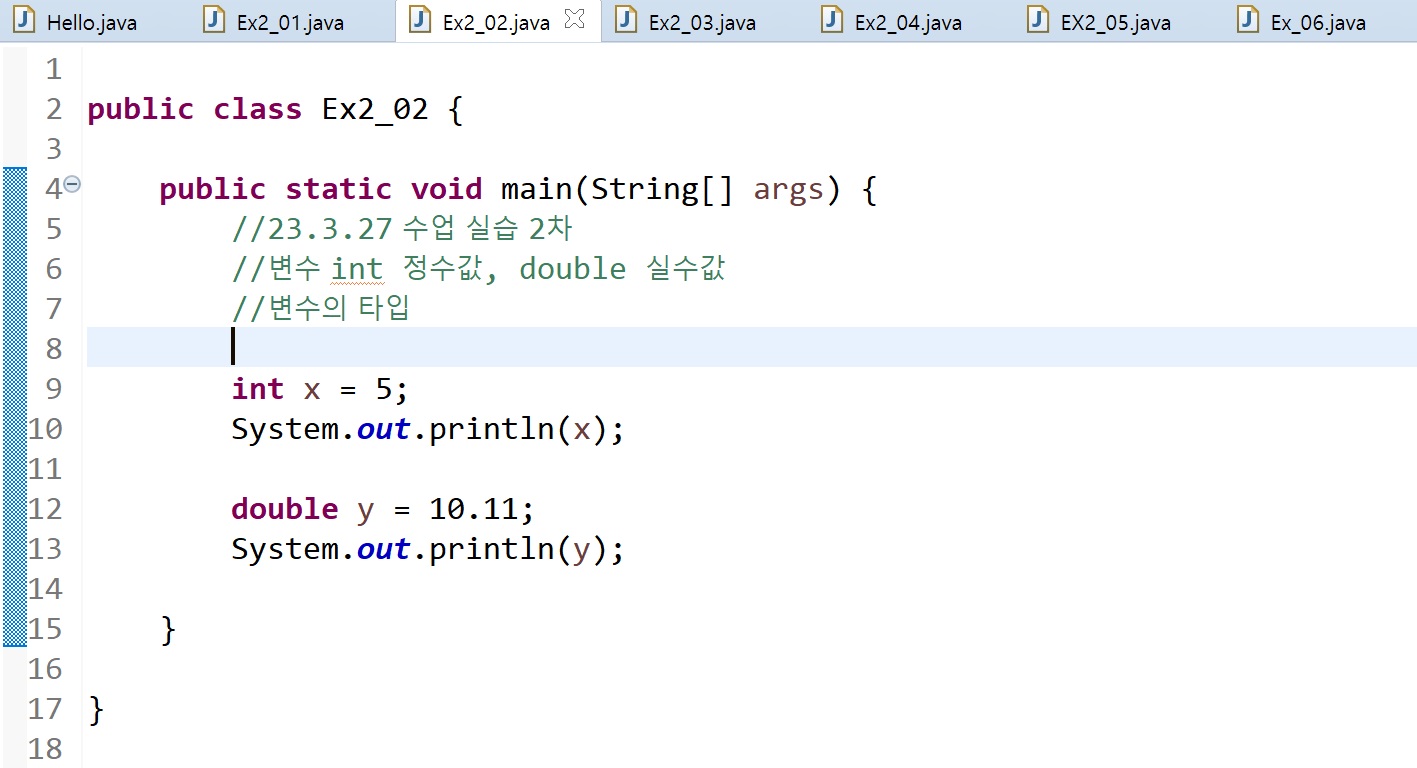 Hello.java Ex2_01.java Ex2_02.java Ex2_03.java Ex2_04.java EX2_05.java Ex_06.java
1
2 public class Ex2_02 {
3
4 public static void main(String[] args) {
5 //23.3.27 수업 실습 2차
6 //변수 int 정수값, double 실수값
7 //변수의 타입
8
9 int x = 5;
10 System.out.println(x);
11
12 double y = 10.11;
13 System.out.println(y);
14
15 }
16
17 }
18